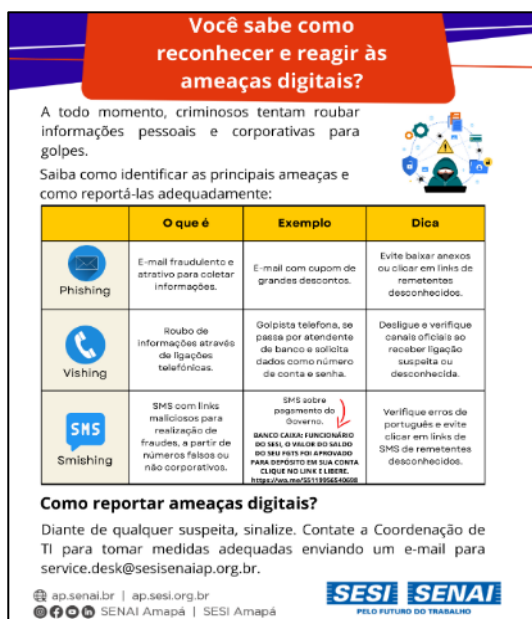 Você sabe como
reconhecer e reagir às
ameaças digitais?
A todo momento, criminosos tentam roubar
informações pessoais e corporativas para
golpes.
Saiba como identificar as principais ameaças e
como reportá-las adequadamente:
O que é
Exemplo
Dica
Phishing
E-mail fraudulento e
atrativo para coletar
informações.
E-mail com cupom de
grandes descontos.
Evite baixar anexos
ou clicar em links de
remetentes
desconhecidos.
Vishing
Roubo de
informações através
de ligações
telefônicas.
Golpista telefona, se
passa por atendente
de banco e solicita
dados como número
de conta e senha.
Desligue e verifique
canais oficiais ao
receber ligação
suspeita ou
desconhecida.
SMS
Smishing
SMS com links
maliciosos para
realização de
fraudes, a partir de
números falsos ou
não corporativos.
SMS sobre
pagamento do
Governo.
BANCO CAIXA: FUNCIONÁRIO
DO SESI, O VALOR DO SALDO
DO SEU FGTS FOI APROVADO
PARA DEPÓSITO EM SUA CONTA
CLIQUE NO LINK E LIBERE.
https://wa.me/55119956540698
Verifique erros de
português e evite
clicar em links de
SMS de remetentes
desconhecidos.
Como reportar ameaças digitais?
Diante de qualquer suspeita, sinalize. Contate a Coordenação de
TI para tomar medidas adequadas enviando um e-mail para
service.desk@sesisenaiap.org.br.
ap.senai.br | ap.sesi.org.br
SENAI Amapá | SESI Amapá
SESI SENAI
PELO FUTURO DO TRABALHO